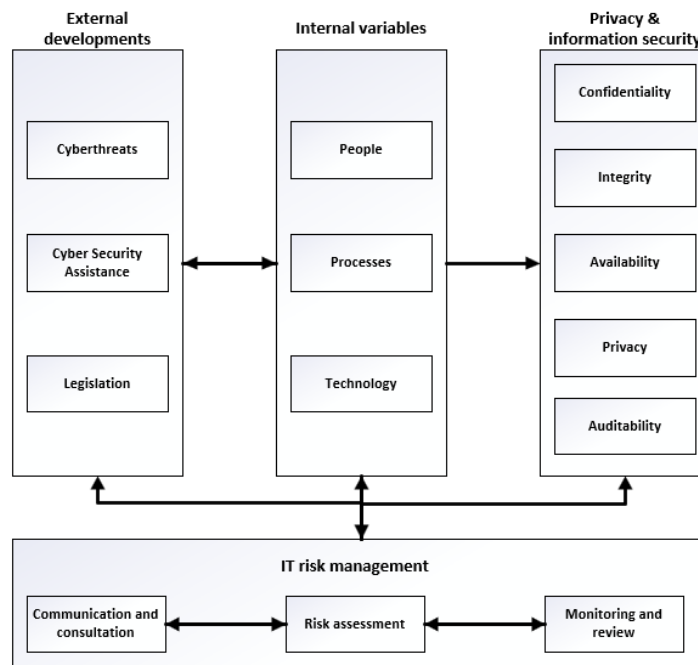 External
developments
Internal variables
Privacy &
information security
Cyberthreats
Cyber Security
Assistance
Legislation
People
Processes
Technology
Confidentiality
Integrity
Availability
Privacy
Auditability
IT risk management
Communication and
consultation
Risk assessment
Monitoring and
review